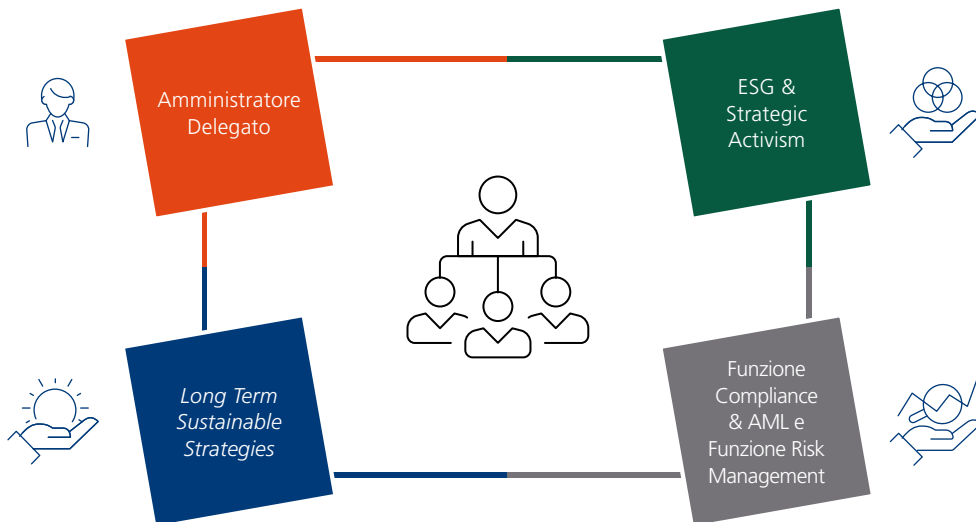 Amministratore
Delegato
ESG &
Strategic
Activism
Long Term
Sustainable
Strategies
Funzione
Compliance
& AML e
Funzione Risk
Management